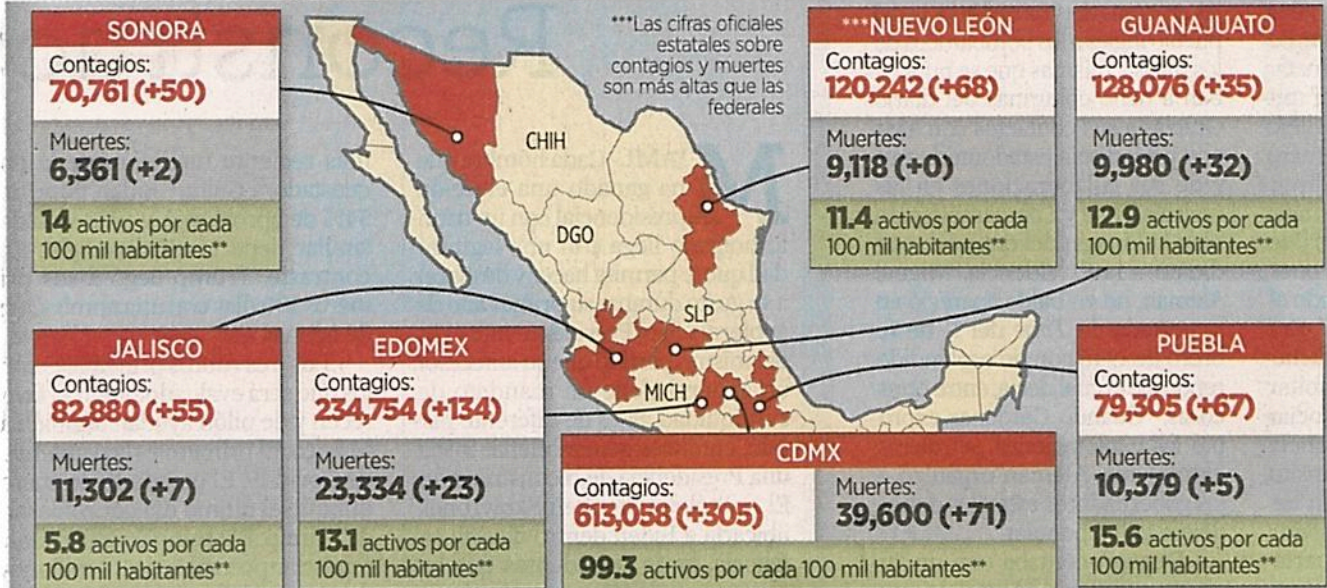 SONORA
Contagios:
70,761 (+50)
Muertes:
6,361 (+2)
14 activos por cada
100 mil habitantes**
***Las cifras oficiales
estatales sobre
contagios y muertes
son más altas que las
federales
***NUEVO LEÓN
Contagios:
120,242 (+68)
Muertes:
9,118 (+0)
11.4 activos por cada
100 mil habitantes**
GUANAJUATO
Contagios:
128,076 (+35)
Muertes:
9,980 (+32)
12.9 activos por cada
100 mil habitantes**
CHIH
DGO
SLP
MICH
JALISCO
Contagios:
82,880 (+55)
Muertes:
11,302 (+7)
5.8 activos por cada
100 mil habitantes**
EDOMEX
Contagios:
234,754 (+134)
Muertes:
23,334 (+23)
13.1 activos por cada
100 mil habitantes**
CDMX
Contagios:
613,058 (+305)
Muertes:
39,600 (+71)
99.3 activos por cada 100 mil habitantes**
PUEBLA
Contagios:
79,305 (+67)
Muertes:
10,379 (+5)
15.6 activos por cada
100 mil habitantes**